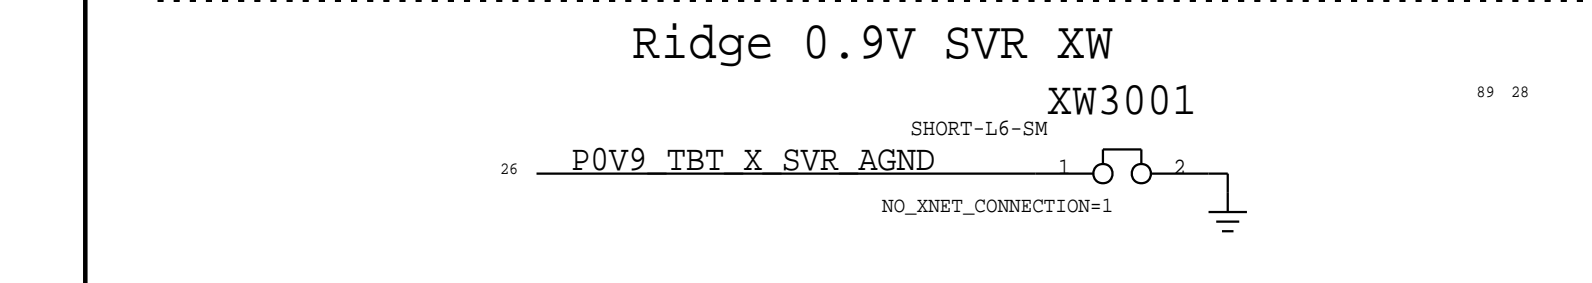 Ridge 0.9V SVR XW
XW3001
89 28
SHORT-L6-SM
26 P0V9_TBT_X_SVR_AGND 1 2
NO_XNET_CONNECTION=1